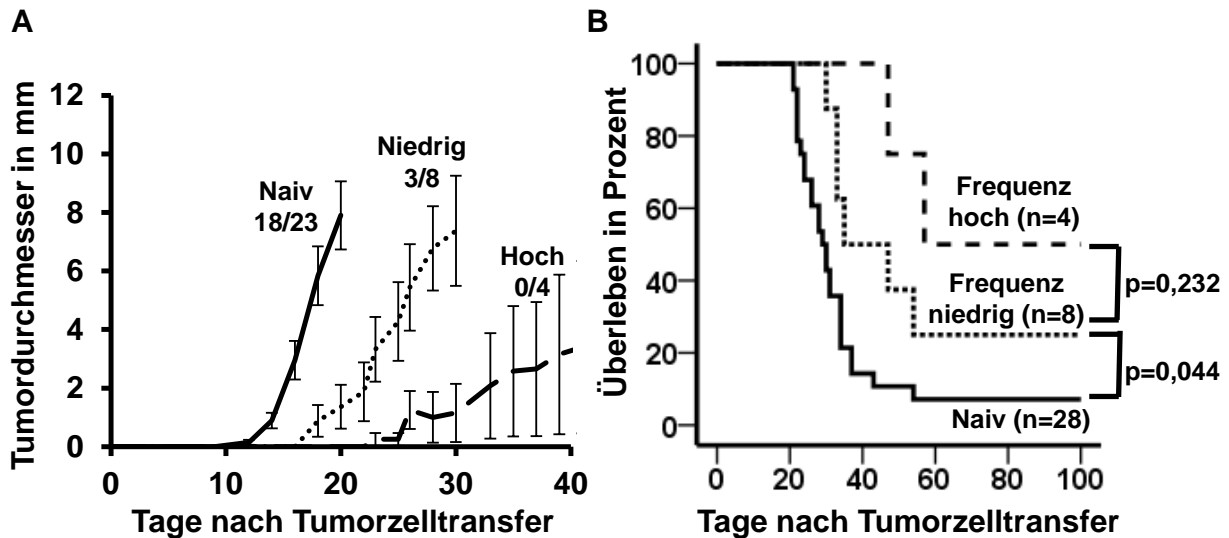 A
Tumordurchmesser in mm
12
10
8
6
4
2
0
Naiv
18/23
Niedrig
3/8
Hoch
0/4
0
10
20
30
40
Tage nach Tumorzelltransfer
B
Überleben in Prozent
100
80
60
40
20
0
Frequenz
hoch (n=4)
Frequenz
niedrig (n=8)
Naiv (n=28)
p=0,232
p=0,044
0
20
40
60
80
100
Tage nach Tumorzelltransfer